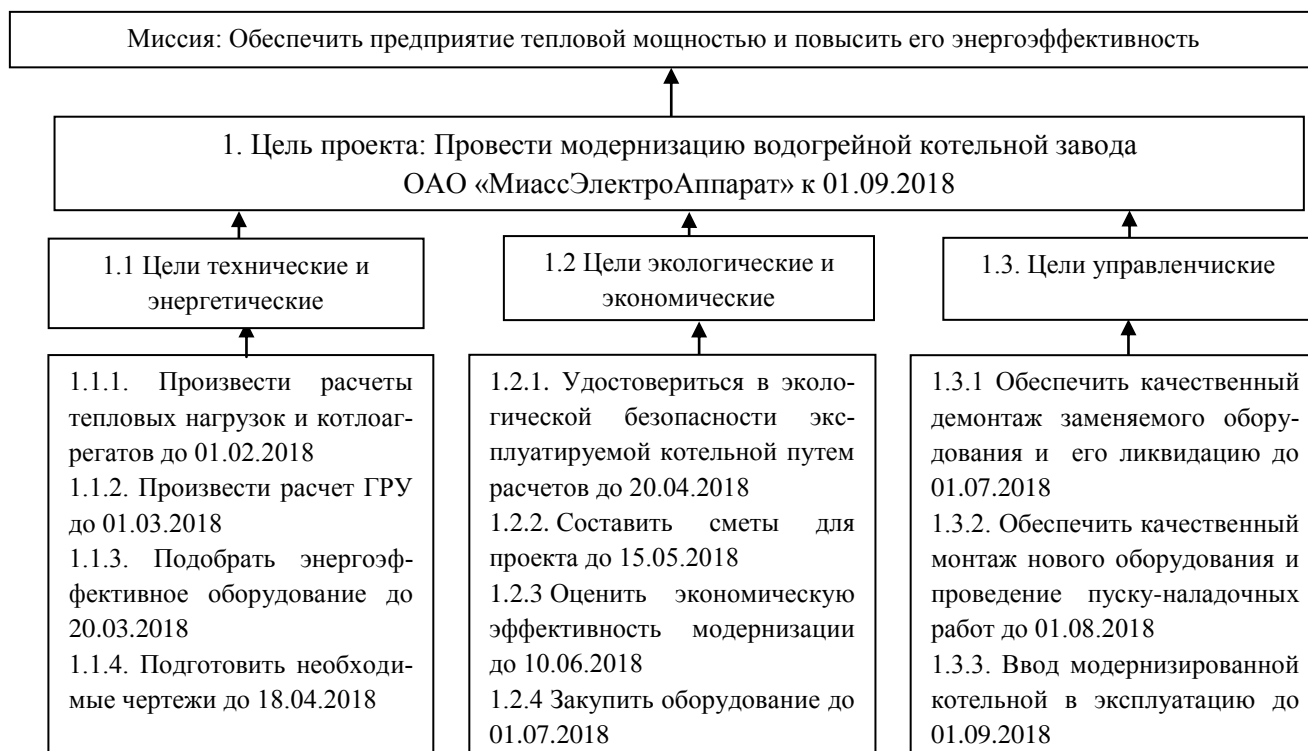 Миссия: Обеспечить предприятие тепловой мощностью и повысить его энергоэффективность
1. Цель проекта: Провести модернизацию водогрейной котельной завода
ОАО «МиассЭлектроАппарат» к 01.09.2018
1.1 Цели технические и
энергетические
1.2 Цели экологические и
экономические
1.3. Цели управленчиские
1.1.1. Произвести расчеты
тепловых нагрузок и котлоаг-
регатов до 01.02.2018
1.1.2. Произвести расчет ГРУ
до 01.03.2018
1.1.3. Подобрать энергоэф-
фективное оборудование до
20.03.2018
1.1.4. Подготовить необходи-
мые чертежи до 18.04.2018
1.2.1. Удостовериться в эколо-
гической безопасности экс-
плуатируемой котельной путем
расчетов до 20.04.2018
1.2.2. Составить сметы для
проекта до 15.05.2018
1.2.3 Оценить экономическую
эффективность модернизации
до 10.06.2018
1.2.4 Закупить оборудование до
01.07.2018
1.3.1 Обеспечить качественный
демонтаж заменяемого обору-
дования и его ликвидацию до
01.07.2018
1.3.2. Обеспечить качественный
монтаж нового оборудования и
проведение пуску-наладочных
работ до 01.08.2018
1.3.3. Ввод модернизированной
котельной в эксплуатацию до
01.09.2018